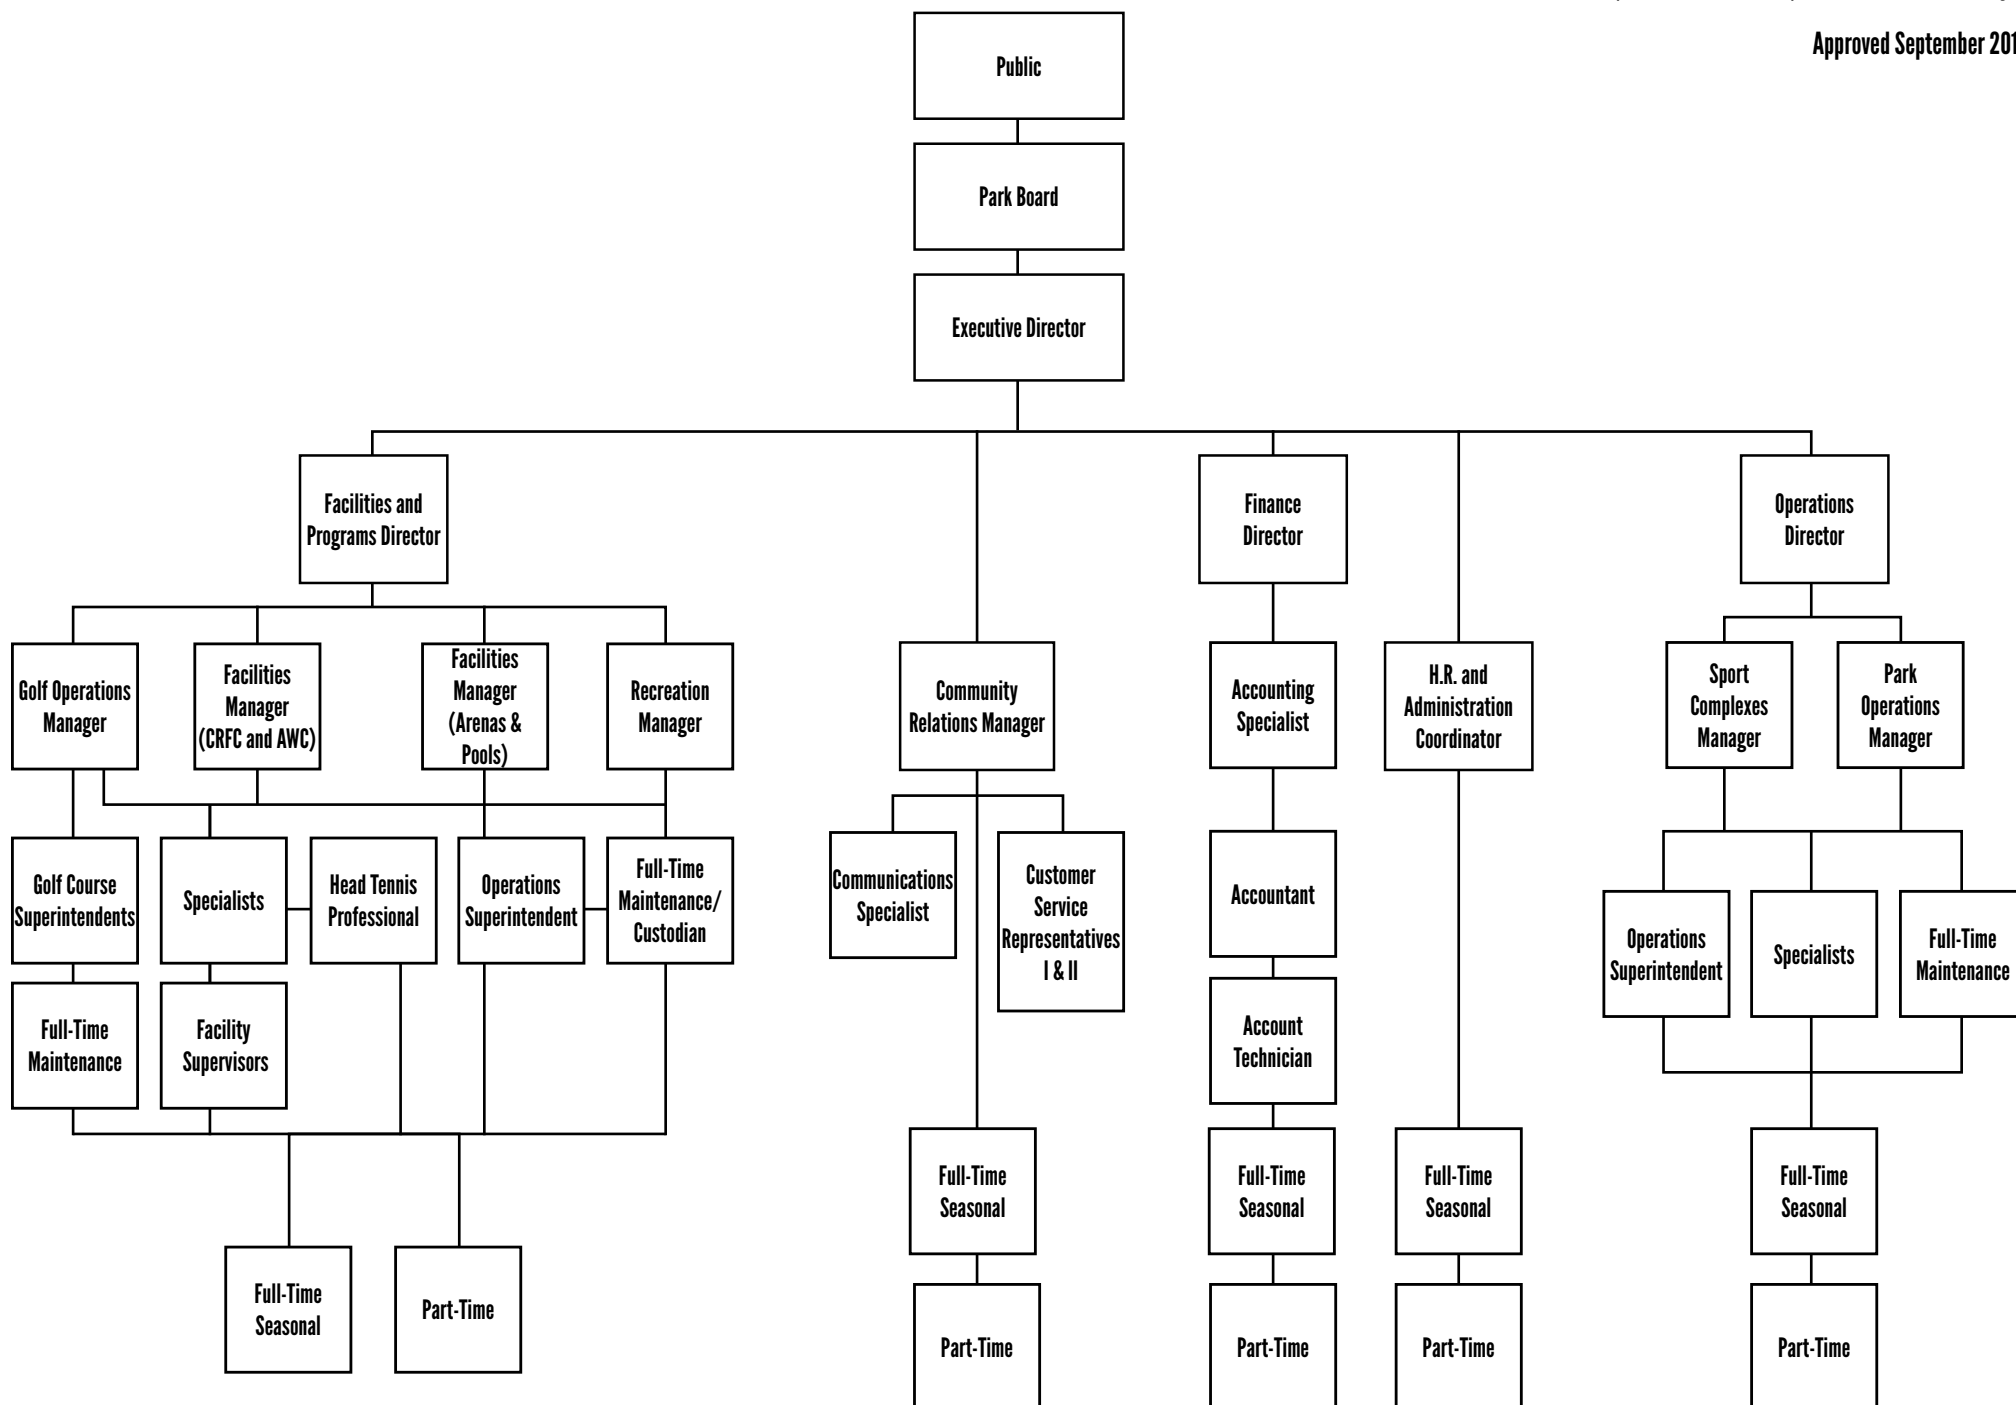 Approved September 201
Public
Park Board
Executive Director
Facilities and
Programs Director
Finance
Director
Operations
Director
Golf Operations
Manager
Facilities
Manager
(CRFC and AWC)
Facilities
Manager
(Arenas &
Pools)
Recreation
Manager
Community
Relations Manager
Accounting
Specialist
H.R. and
Administration
Coordinator
Sport
Complexes
Manager
Park
Operations
Manager
Golf Course
Superintendents
Specialists
Head Tennis
Professional
Operations
Superintendent
Full-Time
Maintenance/
Custodian
Communications
Specialist
Customer
Service
Representatives
I & II
Accountant
Operations
Superintendent
Specialists
Full-Time
Maintenance
Full-Time
Maintenance
Facility
Supervisors
Account
Technician
Full-Time
Seasonal
Full-Time
Seasonal
Full-Time
Seasonal
Full-Time
Seasonal
Full-Time
Seasonal
Part-Time
Part-Time
Part-Time
Part-Time
Part-Time